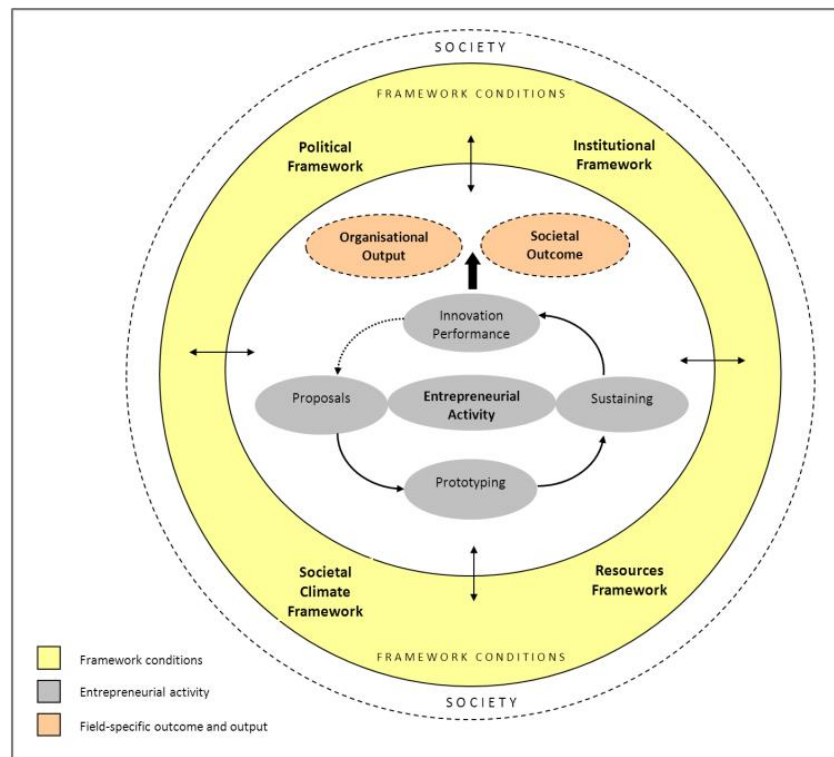 SOCIETY
FRAMEWORK CONDITIONS
Political
Framework
Institutional
Framework
Organisational
Output
Societal
Outcome
Innovation
Performance
Proposals
Entrepreneurial
Activity
Sustaining
Prototyping
Societal
Climate
Framework
Resources
Framework
FRAMEWORK CONDITIONS
SOCIETY
Framework conditions
Entrepreneurial activity
Field-specific outcome and output